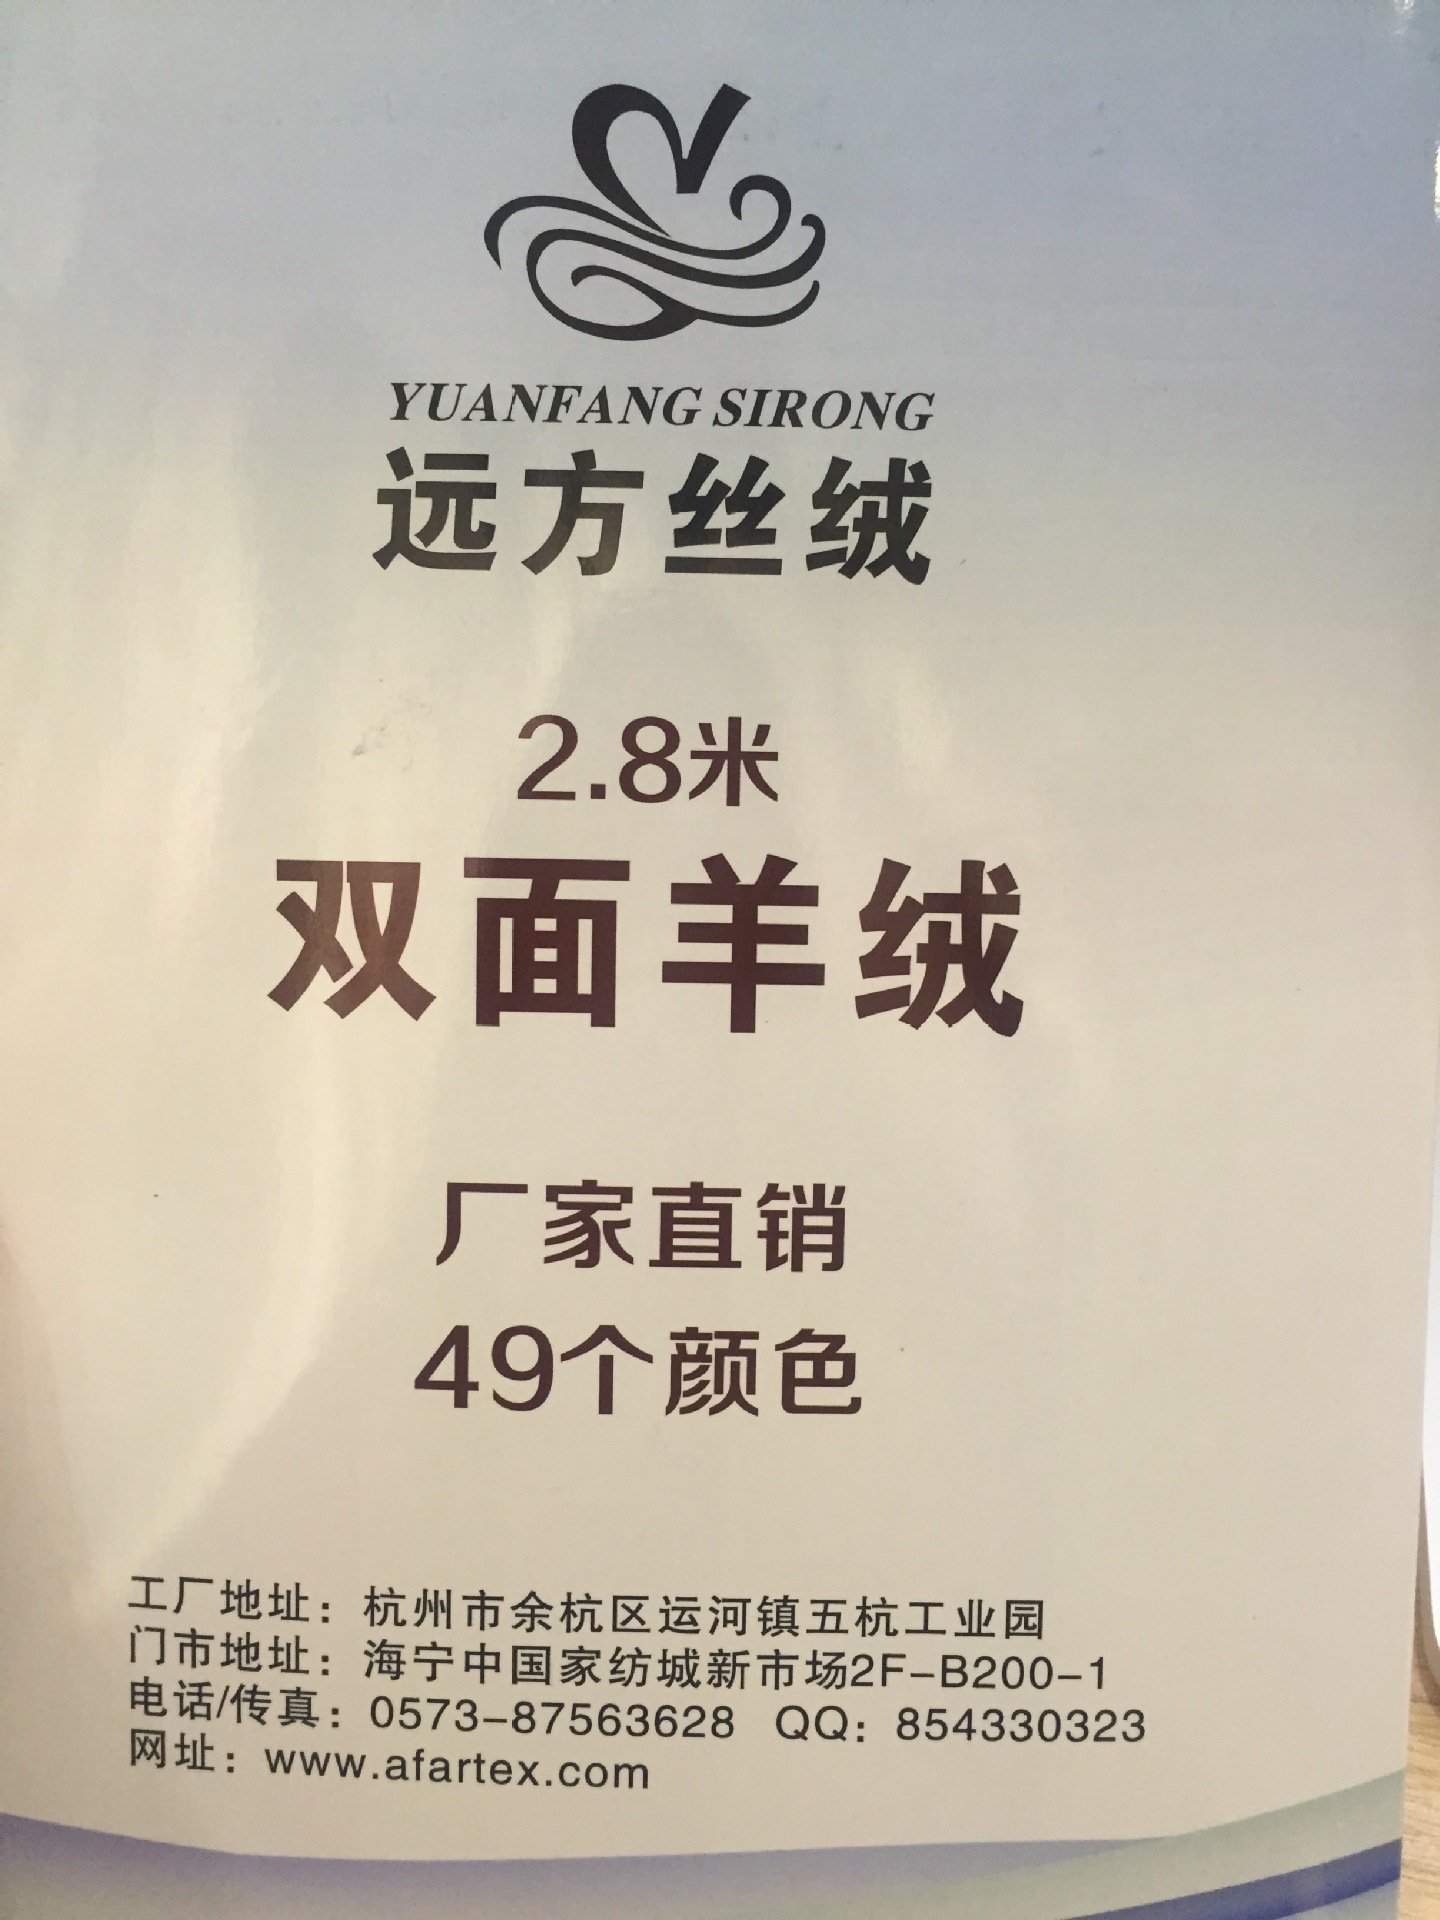 YUANFANG SIRONG
远方丝绒
2.8米
双面羊绒
厂家直销
49个颜色
工厂地址：杭州市余杭区运河镇五杭工业园
门市地址：海宁中国家纺城新市场2F-B200-1
电话/传真：0573-87563628 QQ：854330323
网址：www.afartex.com